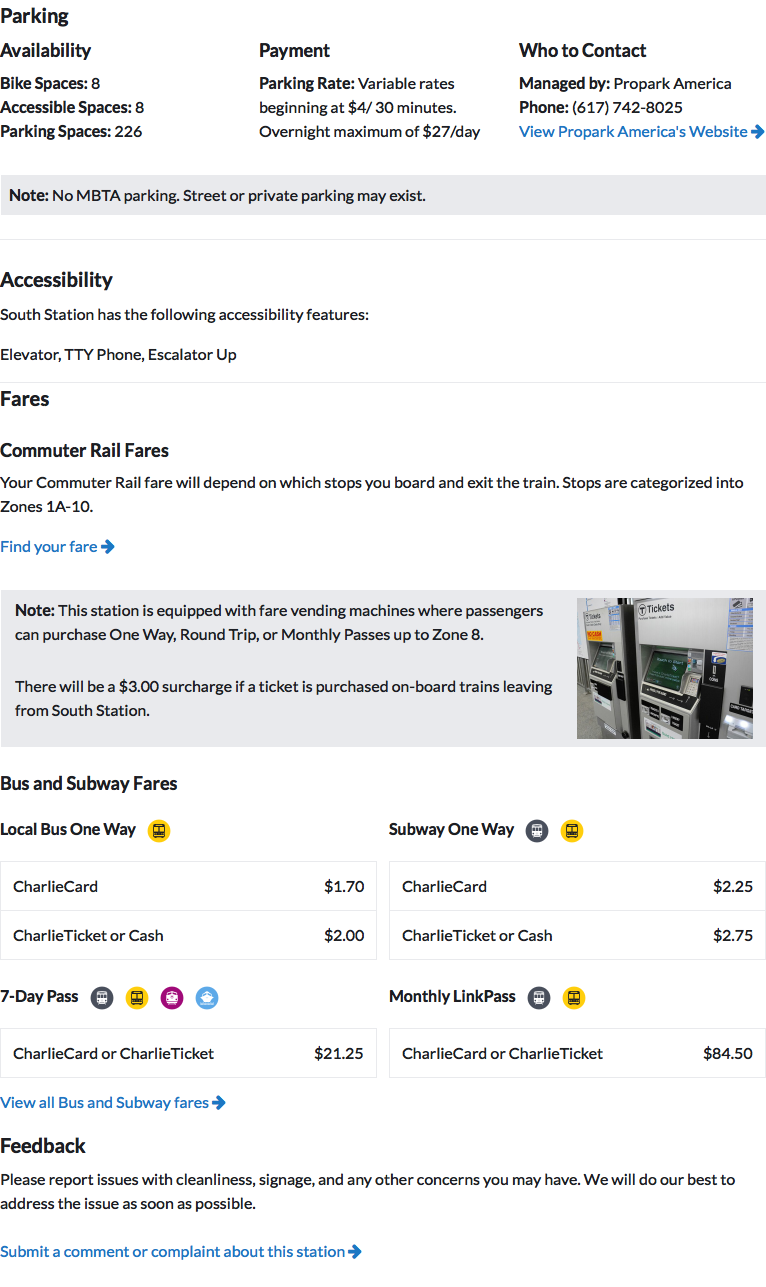 Parking
Availability
Bike Spaces: 8
Accessible Spaces: 8
Parking Spaces: 226
Payment
Parking Rate: Variable rates
beginning at $4/ 30 minutes.
Overnight maximum of $27/day
Who to Contact
Managed by: Propark America
Phone: (617) 742-8025
View Propark America's Website
Note: No MBTA parking. Street or private parking may exist.
Accessibility
South Station has the following accessibility features:
Elevator, TTY Phone, Escalator Up
Fares
Commuter Rail Fares
Your Commuter Rail fare will depend on which stops you board and exit the train. Stops are categorized into
Zones 1A-10.
Find your fare
Note: This station is equipped with fare vending machines where passengers
can purchase One Way, Round Trip, or Monthly Passes up to Zone 8.
There will be a $3.00 surcharge if a ticket is purchased on-board trains leaving
from South Station.
Tickets
NO CASH
Tickets
Bus and Subway Fares
Local Bus One Way
CharlieCard $1.70
CharlieTicket or Cash $2.00
Subway One Way
CharlieCard $2.25
CharlieTicket or Cash $2.75
7-Day Pass
CharlieCard or CharlieTicket $21.25
Monthly LinkPass
CharlieCard or CharlieTicket $84.50
View all Bus and Subway fares
Feedback
Please report issues with cleanliness, signage, and any other concerns you may have. We will do our best to
address the issue as soon as possible.
Submit a comment or complaint about this station